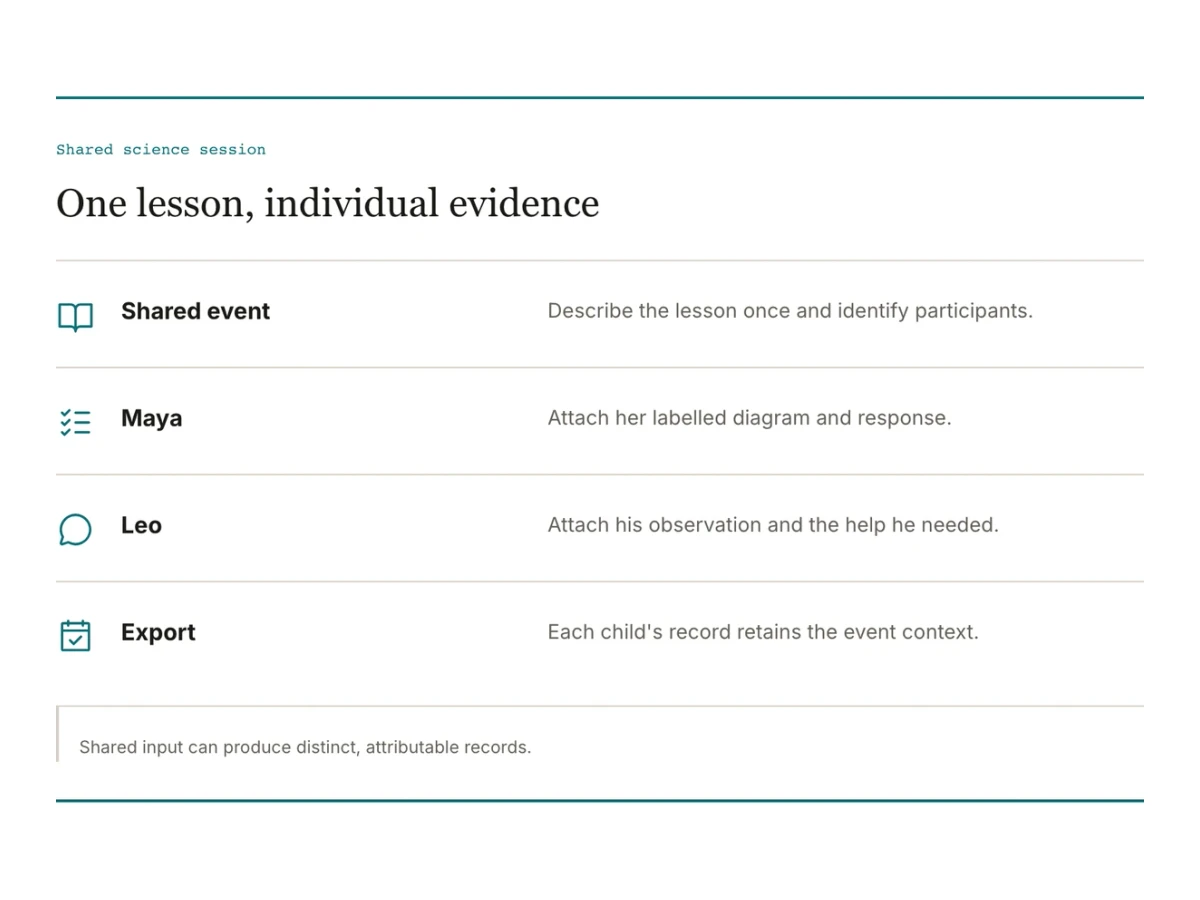 Shared science session
One lesson, individual evidence
Shared event
Describe the lesson once and identify participants.
Maya
Attach her labelled diagram and response.
Leo
Attach his observation and the help he needed.
Export
Each child's record retains the event context.
Shared input can produce distinct, attributable records.